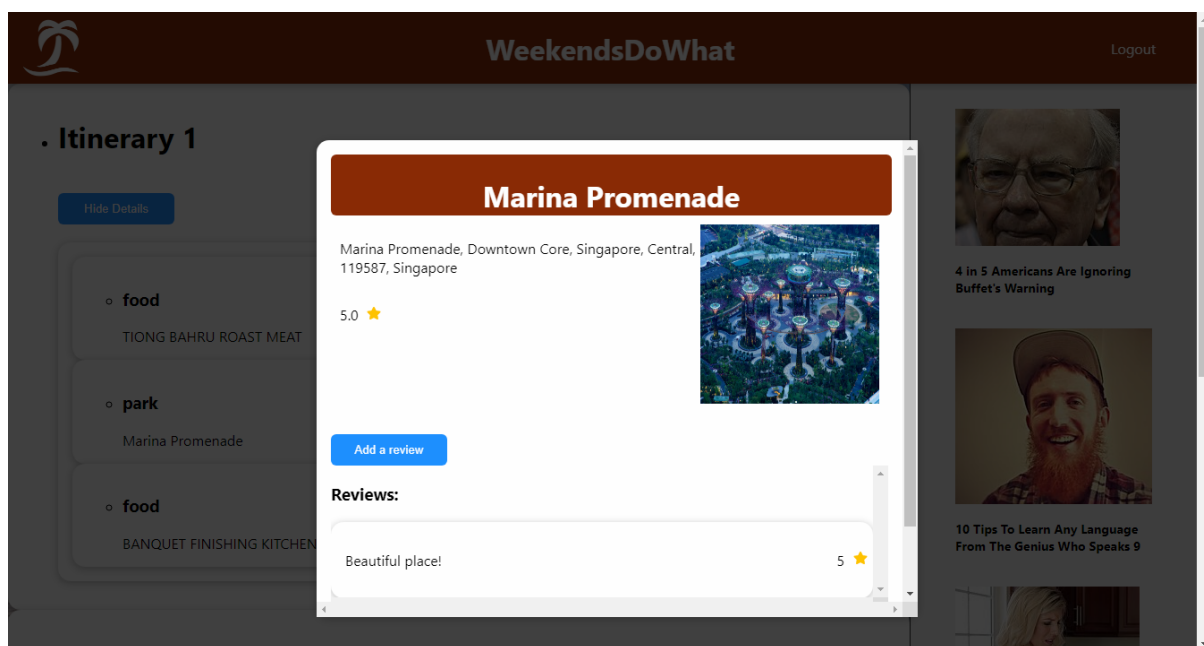 WeekendsDoWhat
Logout
Itinerary 1
Hide Details
food
TIONG BAHRU ROAST MEAT
park
Marina Promenade
food
BANQUET FINISHING KITCHEN
Marina Promenade
Marina Promenade, Downtown Core, Singapore, Central,
119587, Singapore
5.0
Add a review
Reviews:
Beautiful place!
5
4 in 5 Americans Are Ignoring
Buffet's Warning
10 Tips To Learn Any Language
From The Genius Who Speaks 9